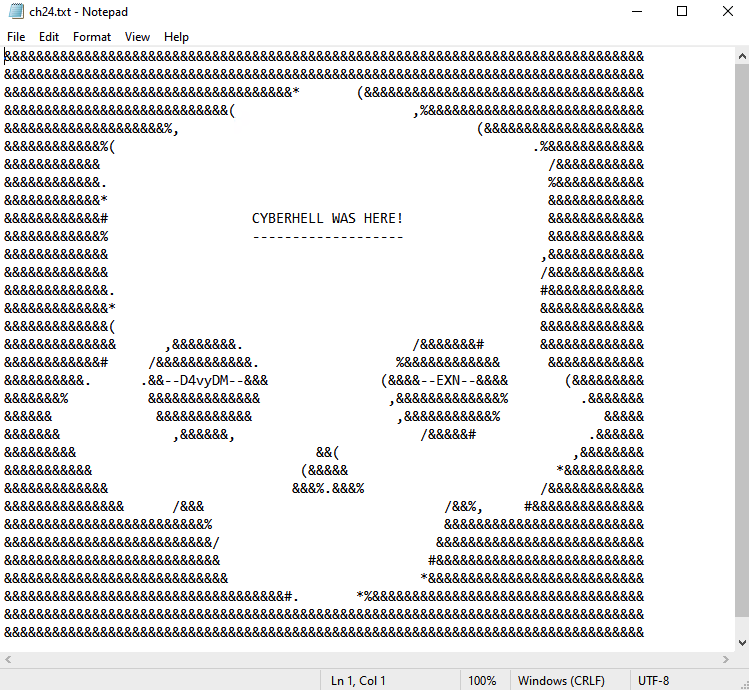 &&&&&&&&&&&&&&&&&&&&&&&&&&&&&&&&&&&&&&&&&&&&&&&&&&&&&&&&&&&&&&&&&&&&&&&&&&&&&&&&
&&&&&&&&&&&&&&&&&&&&&&&&&&&&&&&&&&&&&&&&&&&&&&&&&&&&&&&&&&&&&&&&&&&&&&&&&&&&&&&&
ch24.txt - Notepad
File Edit Format View Help
&&&&&&&&&&&&&&&&&&&&&&&&&&&&&&&&&&&&*       (&&&&&&&&&&&&&&&&&&&&&&&&&&&&&&&&&&&
&&&&&&&&&&&&&&&&&&&&&&&&&&&&(                      ,%&&&&&&&&&&&&&&&&&&&&&&&&&&&
&&&&&&&&&&&&&&&&&&&&%,                                     (&&&&&&&&&&&&&&&&&&&&
&&&&&&&&&&&&%(                                                    .%&&&&&&&&&&&&
&&&&&&&&&&&&                                                        /&&&&&&&&&&&
&&&&&&&&&&&&.                                                       %&&&&&&&&&&&
&&&&&&&&&&&&*                                                       &&&&&&&&&&&&
&&&&&&&&&&&&#                  CYBERHELL WAS HERE!                  &&&&&&&&&&&&
&&&&&&&&&&&&%                  -------------------                  &&&&&&&&&&&&
&&&&&&&&&&&&&                                                      ,&&&&&&&&&&&&
&&&&&&&&&&&&&                                                      /&&&&&&&&&&&&
&&&&&&&&&&&&&.                                                     #&&&&&&&&&&&&
&&&&&&&&&&&&&*                                                     &&&&&&&&&&&&&
&&&&&&&&&&&&&(                                                     &&&&&&&&&&&&&
&&&&&&&&&&&&&&      ,&&&&&&&&.                     /&&&&&&&#       &&&&&&&&&&&&&
&&&&&&&&&&&&#     /&&&&&&&&&&&&.                 %&&&&&&&&&&&&      &&&&&&&&&&&&
&&&&&&&&&&.      .&&--D4vyDM--&&&              (&&&&--EXN--&&&&       (&&&&&&&&&
&&&&&&&%          &&&&&&&&&&&&&&                ,&&&&&&&&&&&&&%         .&&&&&&&
&&&&&&             &&&&&&&&&&&&                  ,&&&&&&&&&&&%             &&&&&
&&&&&&&              ,&&&&&&,                       /&&&&&#              .&&&&&&
&&&&&&&&&                              &&(                             ,&&&&&&&&
&&&&&&&&&&&                          (&&&&&                          *&&&&&&&&&&
&&&&&&&&&&&&&                       &&&%.&&&%                      /&&&&&&&&&&&&
&&&&&&&&&&&&&&&      /&&&                              /&&%,     #&&&&&&&&&&&&&&
&&&&&&&&&&&&&&&&&&&&&&&&&%                             &&&&&&&&&&&&&&&&&&&&&&&&&
&&&&&&&&&&&&&&&&&&&&&&&&&&/                           &&&&&&&&&&&&&&&&&&&&&&&&&&
&&&&&&&&&&&&&&&&&&&&&&&&&&&                          #&&&&&&&&&&&&&&&&&&&&&&&&&&
&&&&&&&&&&&&&&&&&&&&&&&&&&&&                        *&&&&&&&&&&&&&&&&&&&&&&&&&&&
&&&&&&&&&&&&&&&&&&&&&&&&&&&&&&&&&&&#.       *%&&&&&&&&&&&&&&&&&&&&&&&&&&&&&&&&&&
&&&&&&&&&&&&&&&&&&&&&&&&&&&&&&&&&&&&&&&&&&&&&&&&&&&&&&&&&&&&&&&&&&&&&&&&&&&&&&&&
&&&&&&&&&&&&&&&&&&&&&&&&&&&&&&&&&&&&&&&&&&&&&&&&&&&&&&&&&&&&&&&&&&&&&&&&&&&&&&&&
Ln 1, Col 1 100% Windows (CRLF) UTF-8